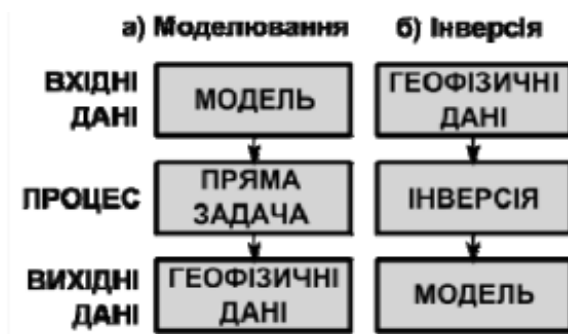 а) Моделювання
б) Інверсія
ВХІДНІ
ДАНІ
МОДЕЛЬ
ГЕОФІЗИЧНІ
ДАНІ
ПРОЦЕС
ПРЯМА
ЗАДАЧА
ІНВЕРСІЯ
ВИХІДНІ
ДАНІ
ГЕОФІЗИЧНІ
ДАНІ
МОДЕЛЬ